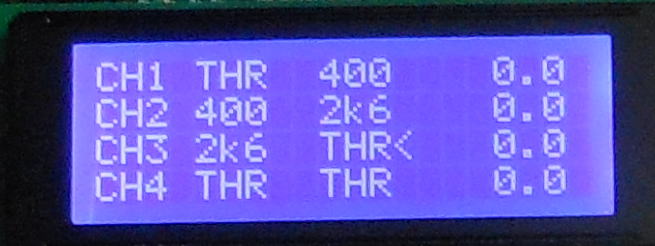 CH1 THR 400 0.0
CH2 400 2k6 0.0
CH3 2k6 THR< 0.0
CH4 THR THR 0.0